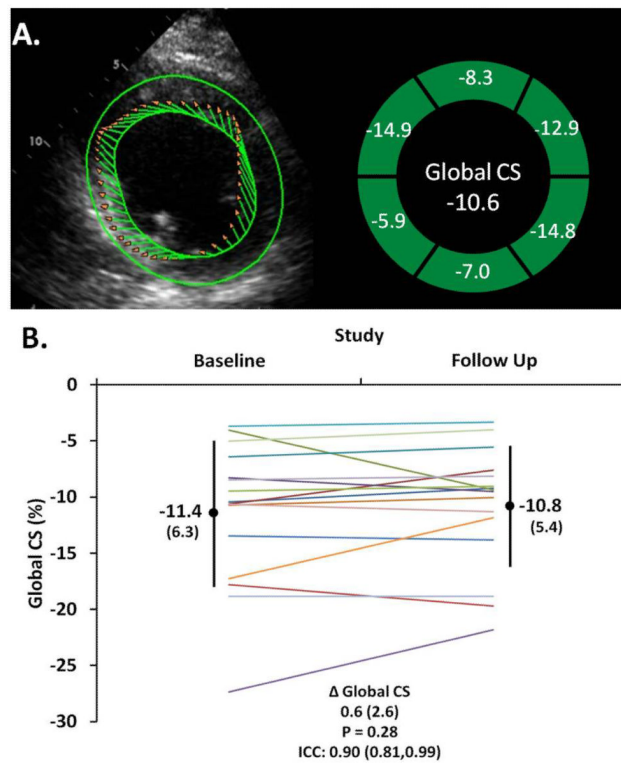 A.
5
10
-8.3
-14.9
-12.9
Global CS
-10.6
-5.9
-14.8
-7.0
B.
Study
Baseline
Follow Up
0
-5
-10
-15
-20
-25
-30
Global CS (%)
-11.4
(6.3)
-10.8
(5.4)
Δ Global CS
0.6 (2.6)
P = 0.28
ICC: 0.90 (0.81,0.99)